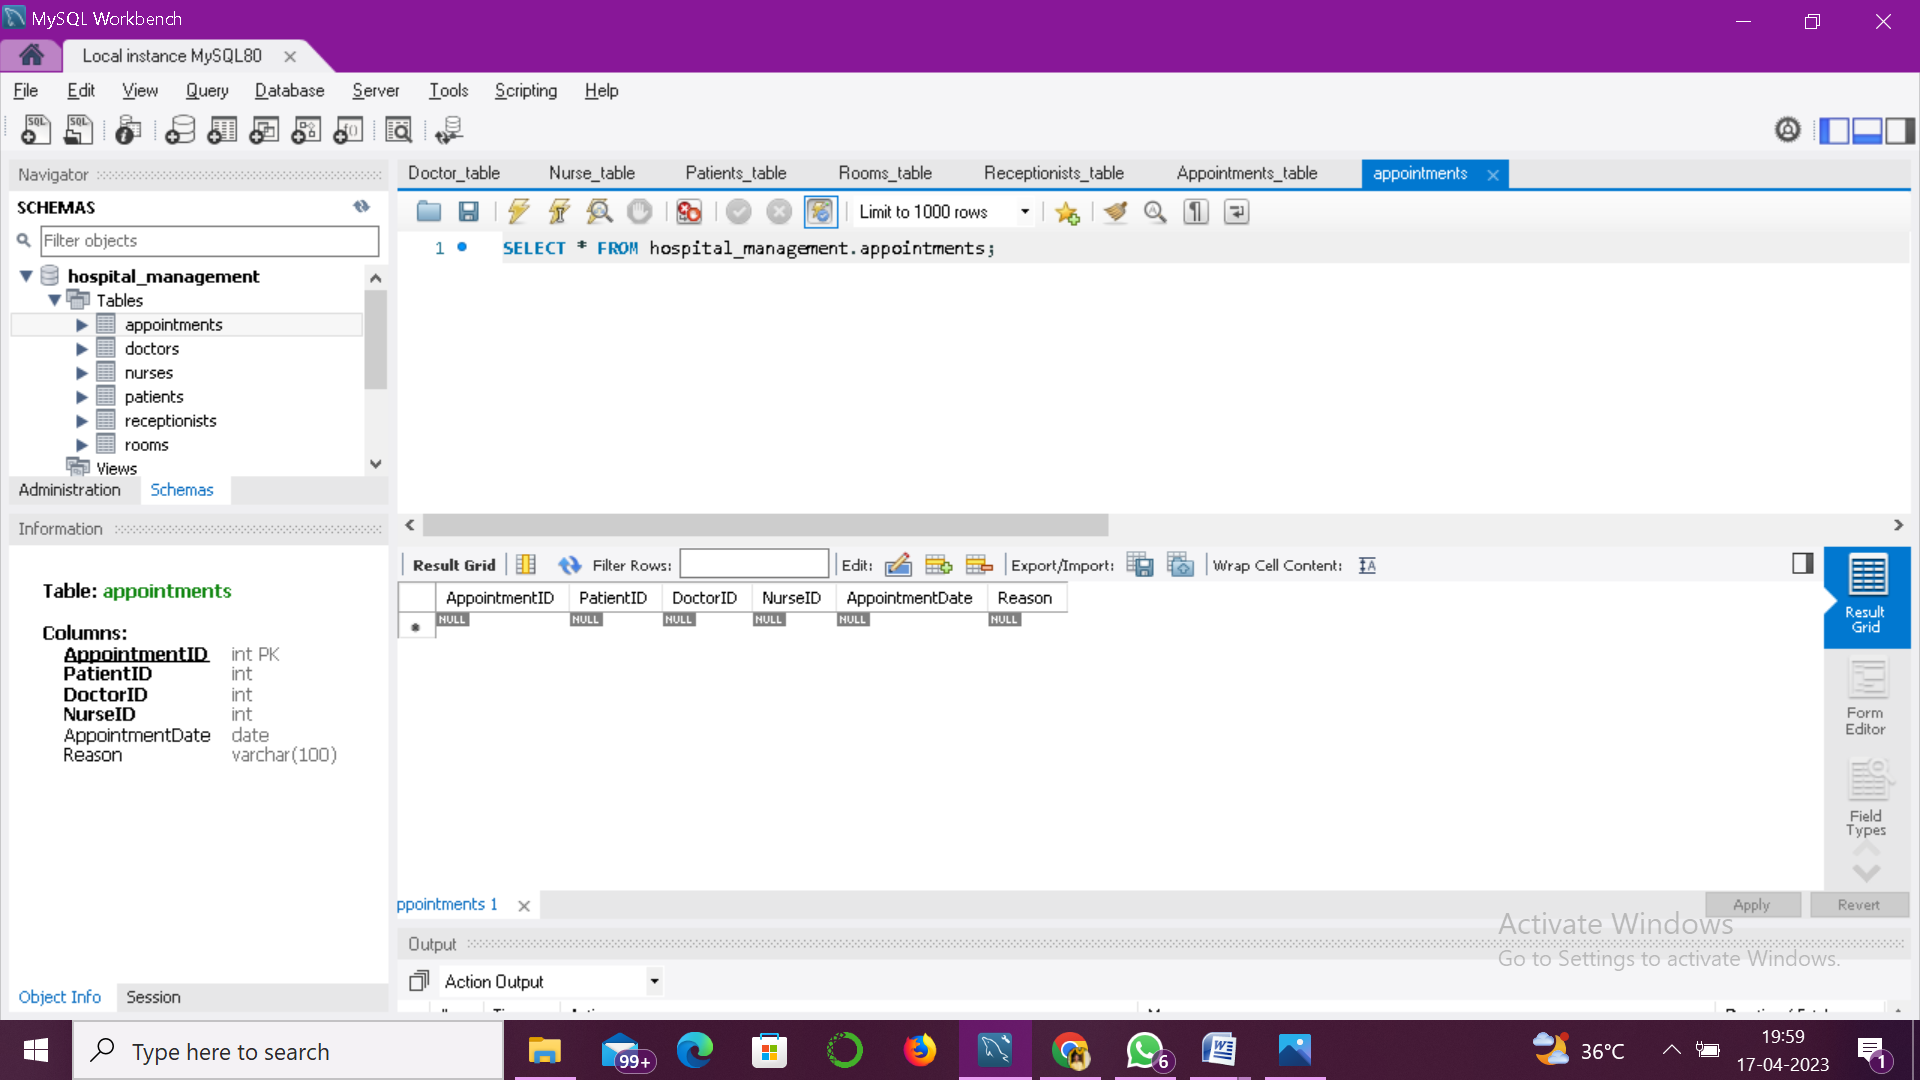 MySQL Workbench
Local instance MySQL80
File Edit View Query Database Server Tools Scripting Help
Navigator
SCHEMAS
Filter objects
hospital_management
Tables
appointments
doctors
nurses
patients
receptionists
rooms
Views
Administration Schemas
Information
Table: appointments
Columns:
AppointmentID int PK
PatientID int
DoctorID int
NurseID int
AppointmentDate date
Reason varchar(100)
Object Info Session
Doctor_table Nurse_table Patients_table Rooms_table Receptionists_table Appointments_table appointments
Limit to 1000 rows
1 SELECT * FROM hospital_management.appointments;
Result Grid Filter Rows: Edit: Export/Import: Wrap Cell Content:
AppointmentID PatientID DoctorID NurseID AppointmentDate Reason
NULL NULL NULL NULL NULL NULL
Result
Grid
Form
Editor
Field
Types
ppointments 1
Apply Revert
Output
Action Output
Activate Windows
Go to Settings to activate Windows.
Type here to search
99+
6
36°C
19:59
17-04-2023
1